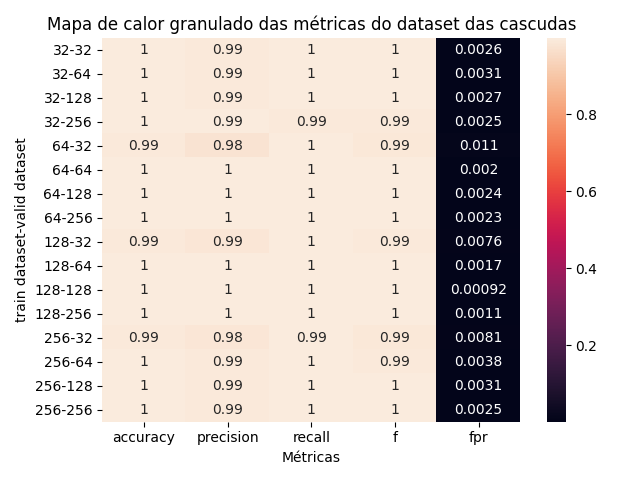 Mapa de calor granulado das métricas do dataset das cascudas
train dataset-valid dataset
32-32 1 0.99 1 1 0.0026
32-64 1 0.99 1 1 0.0031
32-128 1 0.99 1 1 0.0027
32-256 1 0.99 0.99 0.99 0.0025
64-32 0.99 0.98 1 0.99 0.011
64-64 1 1 1 1 0.002
64-128 1 1 1 1 0.0024
64-256 1 1 1 1 0.0023
128-32 0.99 0.99 1 0.99 0.0076
128-64 1 1 1 1 0.0017
128-128 1 1 1 1 0.00092
128-256 1 1 1 1 0.0011
256-32 0.99 0.98 0.99 0.99 0.0081
256-64 1 0.99 1 0.99 0.0038
256-128 1 0.99 1 1 0.0031
256-256 1 0.99 1 1 0.0025
accuracy precision recall f fpr
Métricas
0.8
0.6
0.4
0.2